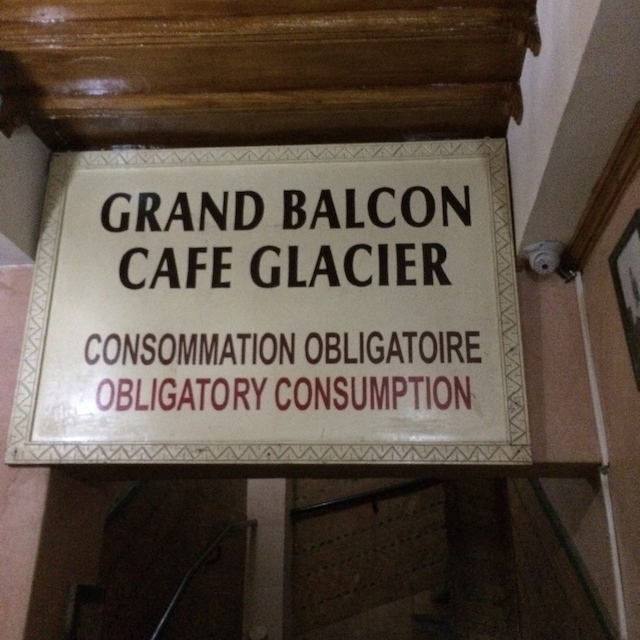 GRAND BALCON
CAFE GLACIER
CONSOMMATION OBLIGATOIRE
OBLIGATORY CONSUMPTION